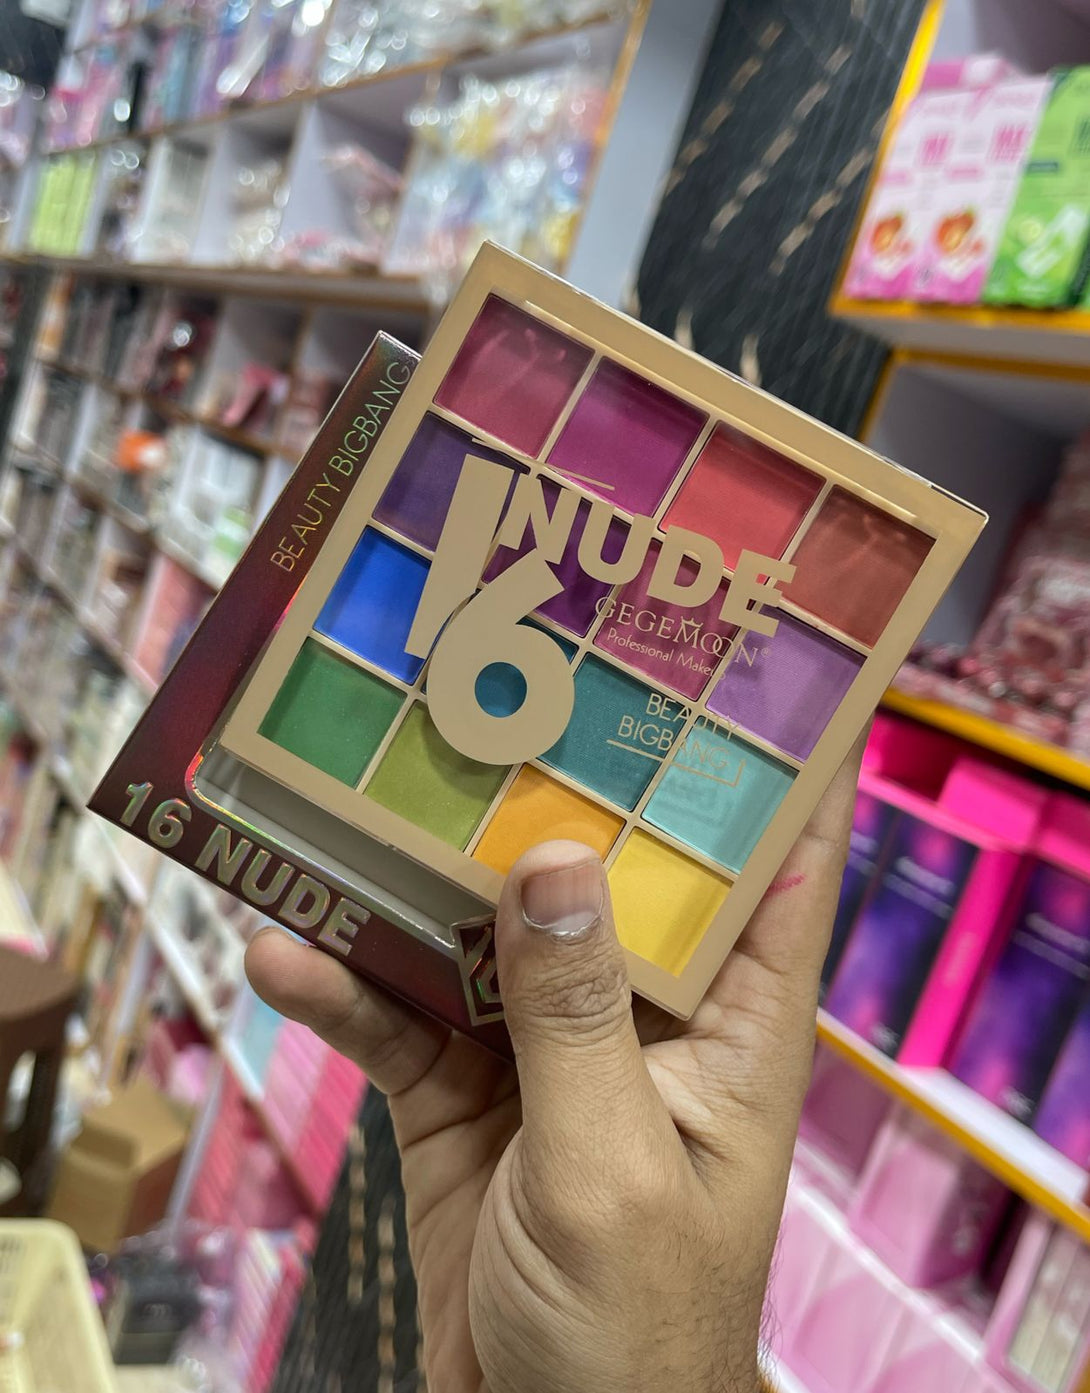 BEAUTY BIGBANG
16 NUDE
GEGEMOON®
Professional Makeup
BEAUTY
BIGBANG
16 NUDE